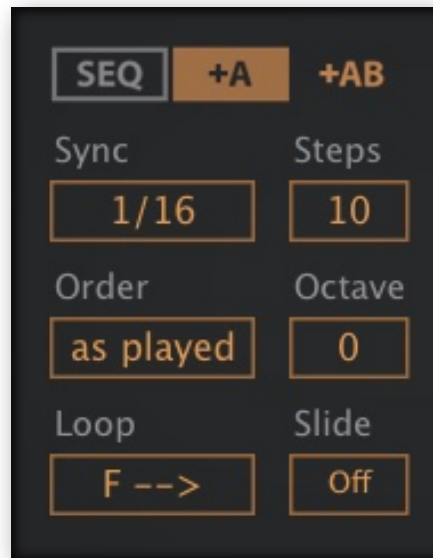 SEQ +A +AB
Sync Steps
1/16 10
Order Octave
as played 0
Loop Slide
F --> Off